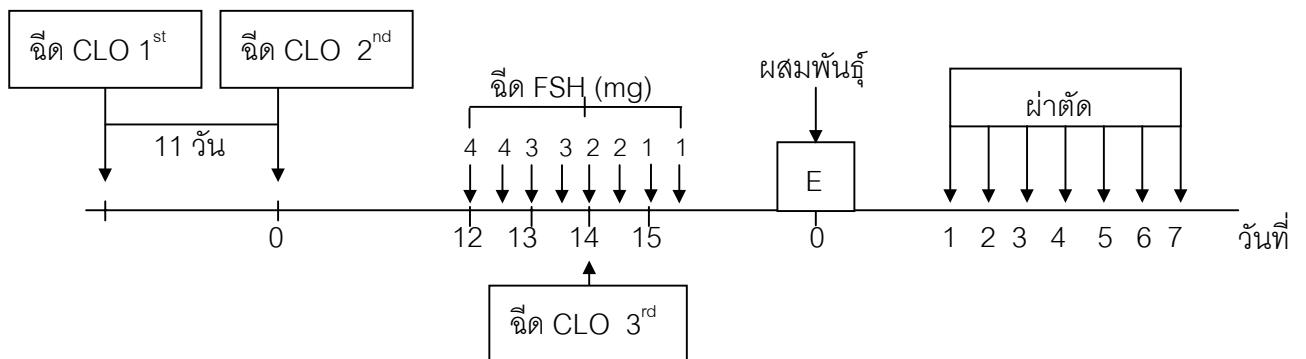 ฉีด CLO 1st
ฉีด CLO 2nd
ผสมพันธุ์
ฉีด FSH (mg)
ผ่าตัด
11 วัน
4 4 3 3 2 2 1 1
E
0 12 13 14 15 0 1 2 3 4 5 6 7 วันที่
ฉีด CLO 3rd